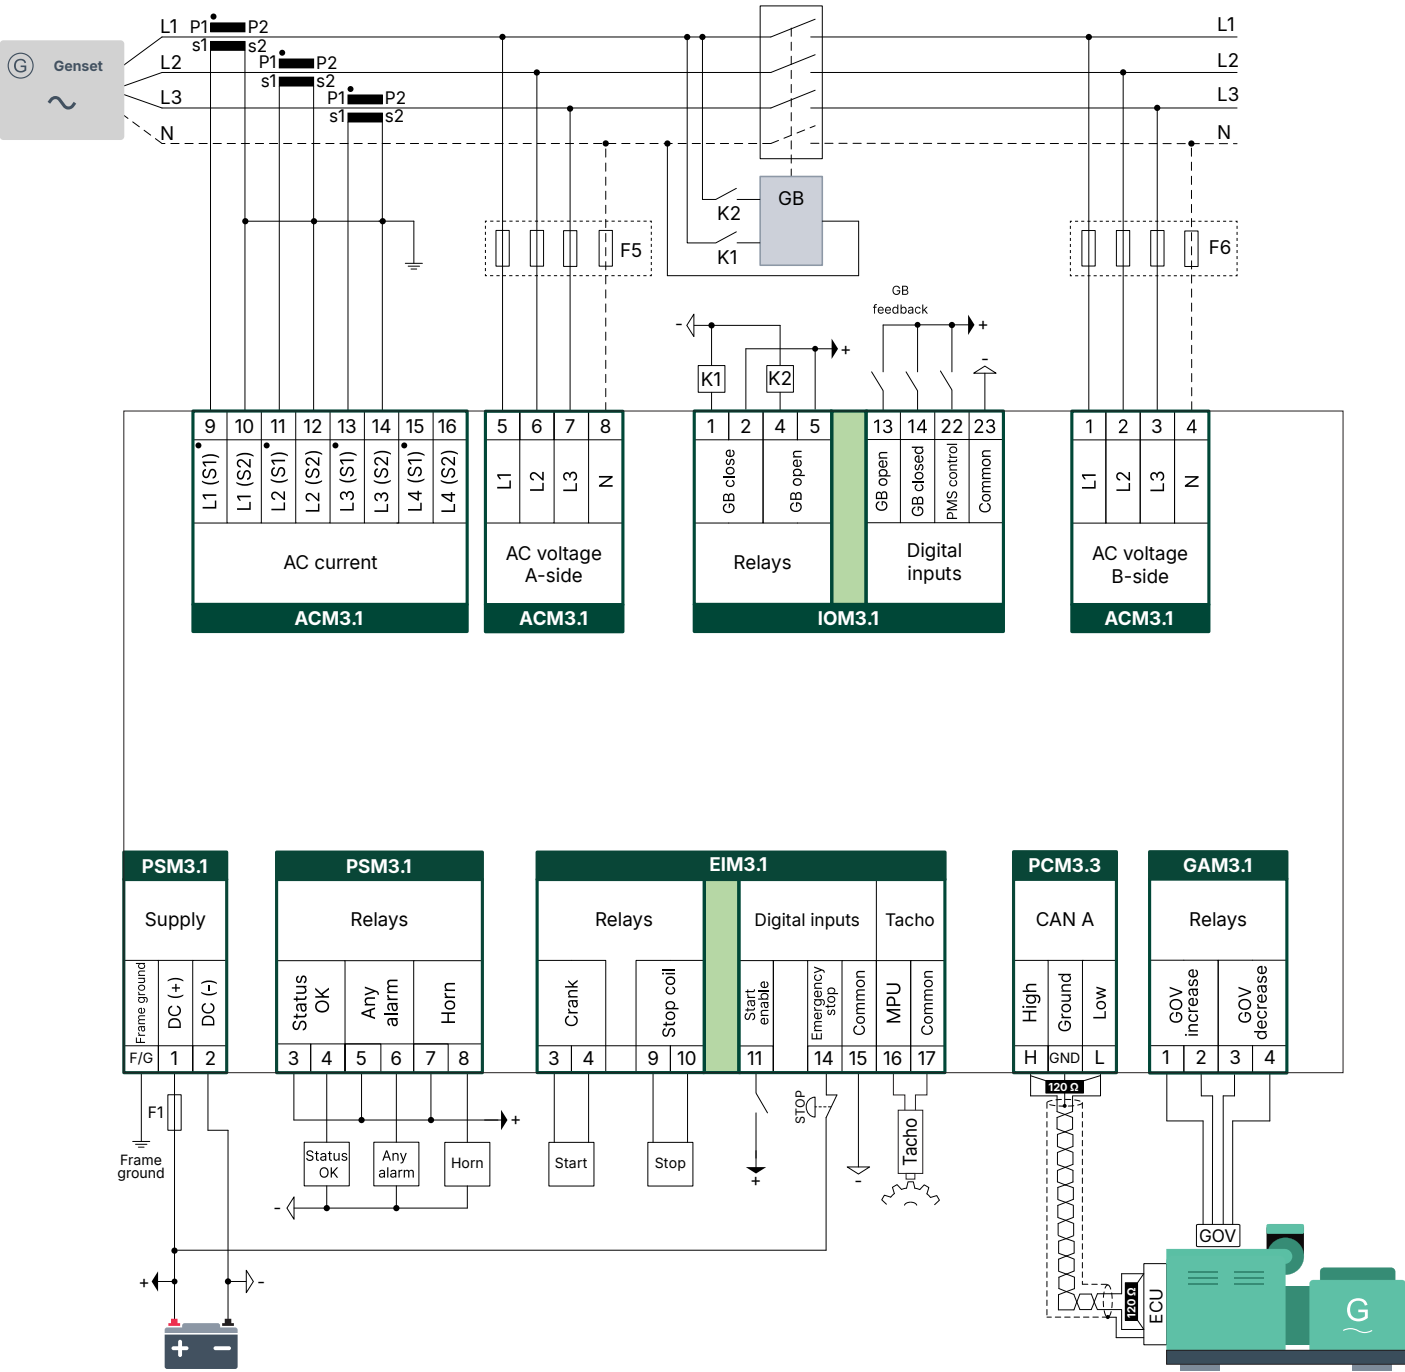 L1 P1 P2 L1
s1 s2
G Genset
L2 P1 P2 L2
s1 s2
L3 P1 P2 L3
s1 s2
N N
K2 GB
F5 K1 F6
GB
feedback
- + +
-
K1 K2
9 10 11 12 13 14 15 16
L1 (S1) L1 (S2) L2 (S1) L2 (S2) L3 (S1) L3 (S2) L4 (S1) L4 (S2)
AC current
ACM3.1
5 6 7 8
L1 L2 L3 N
AC voltage
A-side
ACM3.1
1 2 4 5
GB close GB open
Relays
13 14 22 23
GB open GB closed PMS control Common
Digital
inputs
IOM3.1
1 2 3 4
L1 L2 L3 N
AC voltage
B-side
ACM3.1
PSM3.1
Supply
Frame ground DC (+) DC (-)
F/G 1 2
F1
Frame
ground
+ -
+ −
PSM3.1
Relays
Status
OK
Any
alarm
Horn
3 4 5 6 7 8
+
Status
OK
Any
alarm
Horn
-
EIM3.1
Relays
Crank Stop coil
3 4 9 10
Start Stop
Digital inputs Tacho
Start
enable
Emergency
stop
Common MPU Common
11 14 15 16 17
STOP
+ -
Tacho
PCM3.3
CAN A
High Ground Low
H GND L
120 Ω
120 Ω
ECU
GAM3.1
Relays
GOV
increase
GOV
decrease
1 2 3 4
GOV
G